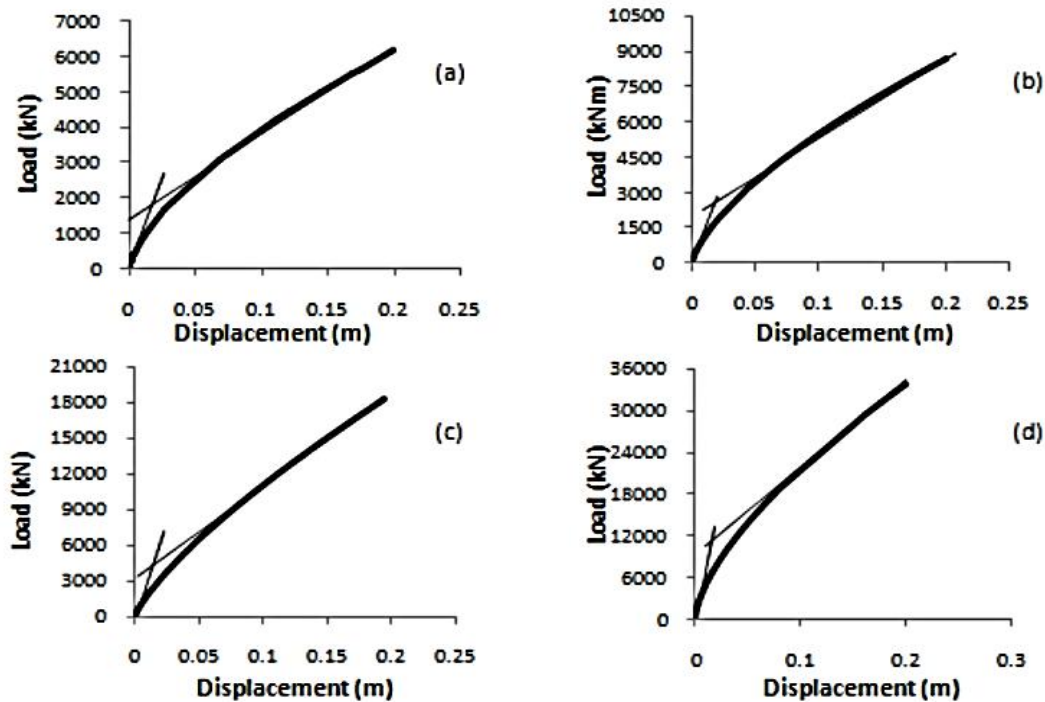 7000
6000
5000
4000
3000
2000
1000
0
Load (kN)
0 0.05 0.1 0.15 0.2 0.25
Displacement (m)
(a)
10500
9000
7500
4500
3000
1500
0
Load (kNm)
0 0.05 0.1 0.15 0.2 0.25
Displacement (m)
(b)
21000
18000
15000
12000
9000
6000
3000
0
Load (kN)
0 0.05 0.1 0.15 0.2 0.25
Displacement (m)
(c)
36000
30000
24000
18000
12000
6000
0
Load (kN)
0 0.1 0.2 0.3
Displacement (m)
(d)